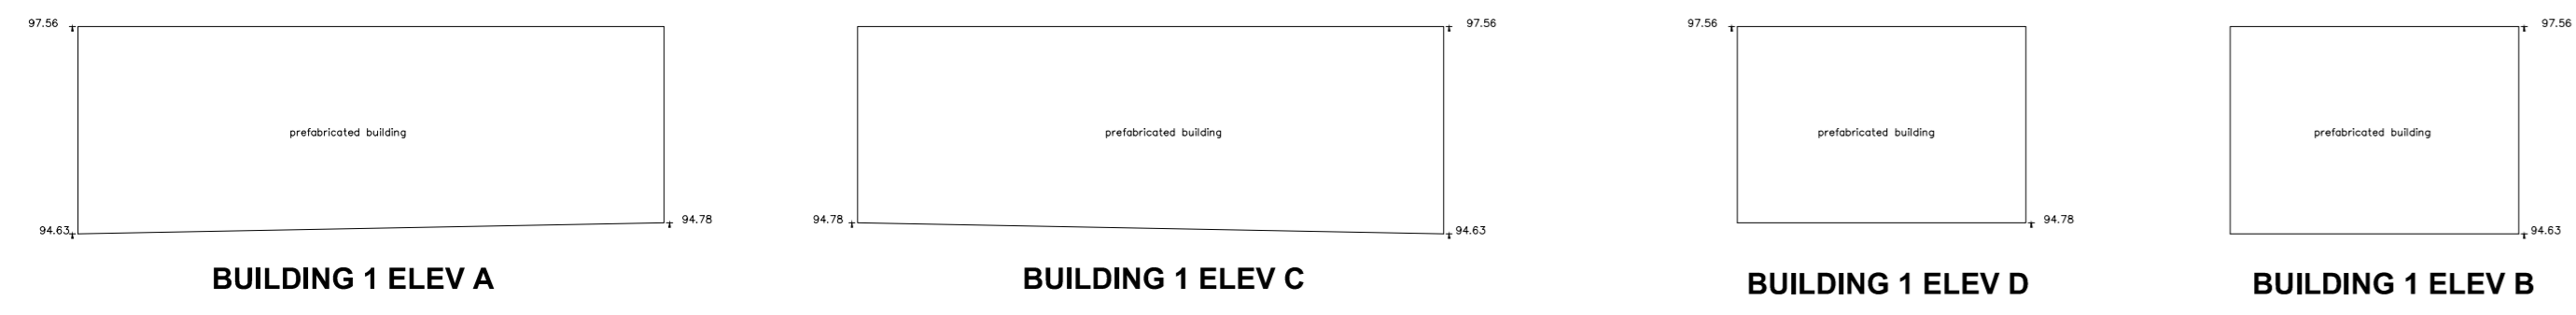 97.56
prefabricated building
94.63
94.78
BUILDING 1 ELEV A
97.56
prefabricated building
94.78
94.63
BUILDING 1 ELEV C
97.56
prefabricated building
94.78
BUILDING 1 ELEV D
97.56
prefabricated building
94.63
BUILDING 1 ELEV B